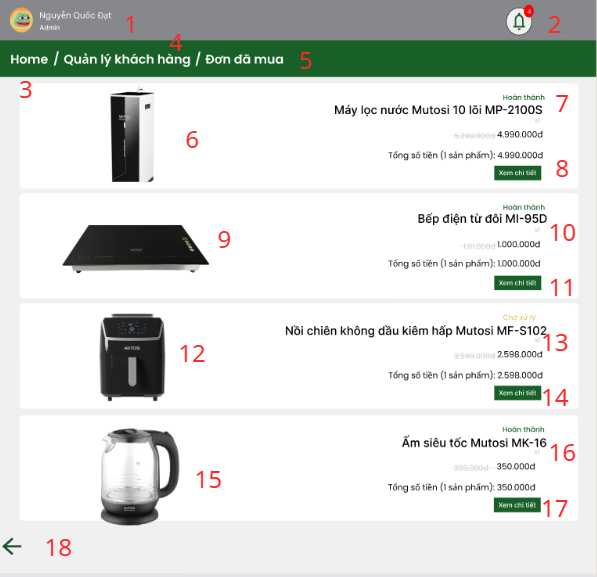 Nguyễn Quốc Đạt
Admin
1
4
2
4
Home / Quản lý khách hàng / Đơn đã mua
5
3
Hoàn thành
Máy lọc nước Mutosi 10 lõi MP-2100S
7
x1
6
5.290.000đ 4.990.000đ
Tổng số tiền (1 sản phẩm): 4.990.000đ
Xem chi tiết
8
Hoàn thành
Bếp điện từ đôi MI-95D
10
x1
9
1.111.000đ 1.000.000đ
Tổng số tiền (1 sản phẩm): 1.000.000đ
Xem chi tiết
11
Chờ xử lý
Nồi chiên không dầu kiêm hấp Mutosi MF-S102
13
x1
MUTOSI
12
2.599.000đ 2.598.000đ
Tổng số tiền (1 sản phẩm): 2.598.000đ
Xem chi tiết
14
Hoàn thành
Ấm siêu tốc Mutosi MK-16
16
x1
15
399.000đ 350.000đ
Tổng số tiền (1 sản phẩm): 350.000đ
Xem chi tiết
17
MUTOSI
18